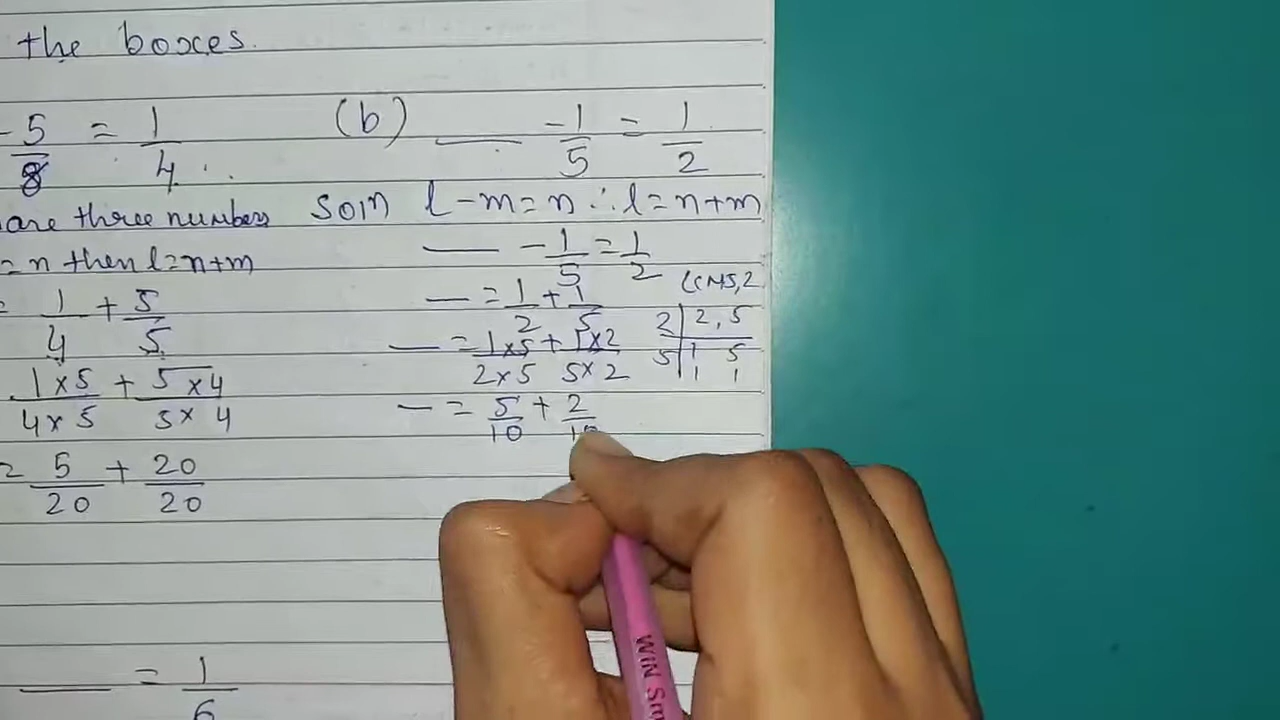 the boxes.
- 5/8 = 1/4
are three numbers
= n then l = n+m
= 1/4 + 5/5
1×5/4×5 + 5×4/5×4
= 5/20 + 20/20
___ = 1/6
(b) ___ - 1/5 = 1/2
Soln l - m = n ∴ l = n+m
___ - 1/5 = 1/2
— = 1/2 + 1/5
LCM 5,2
2 | 2, 5
5 | 1 5
1 1
— = 1×5/2×5 + 1×2/5×2
— = 5/10 + 2/10
WIN Sm